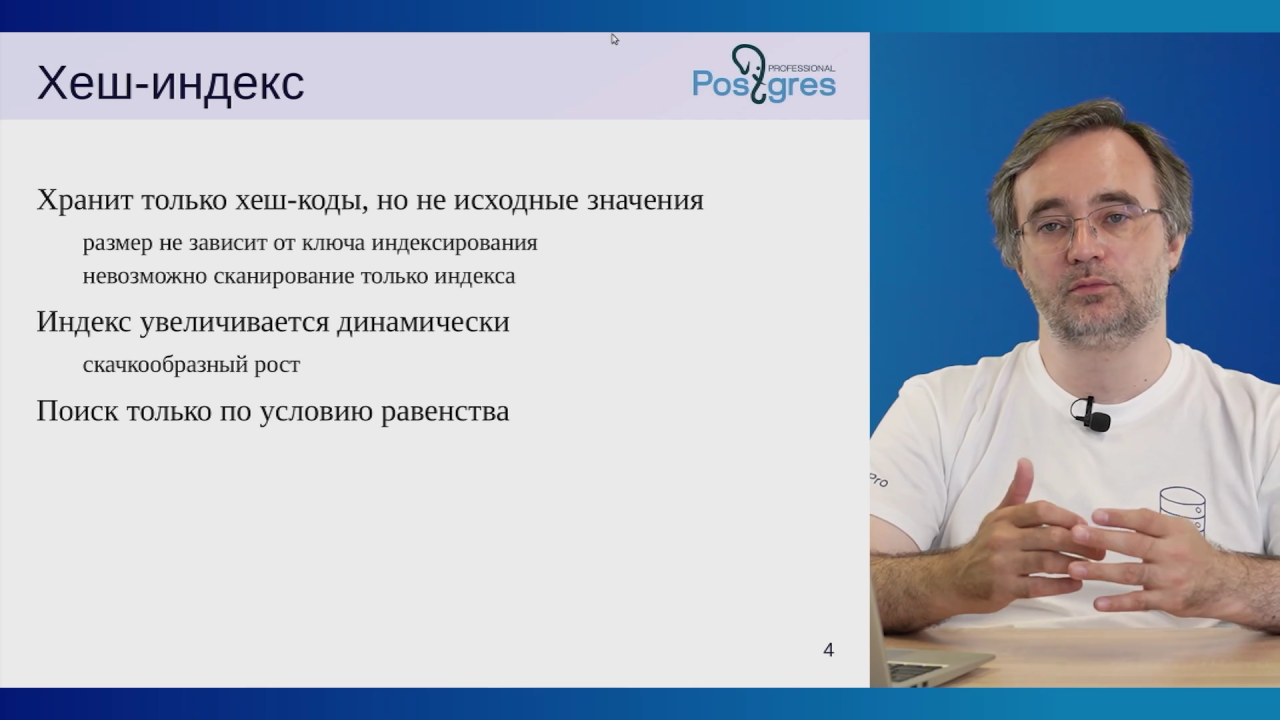 Хеш-индекс
PROFESSIONAL
Postgres
Хранит только хеш-коды, но не исходные значения
размер не зависит от ключа индексирования
невозможно сканирование только индекса
Индекс увеличивается динамически
скачкообразный рост
Поиск только по условию равенства
Pro
4